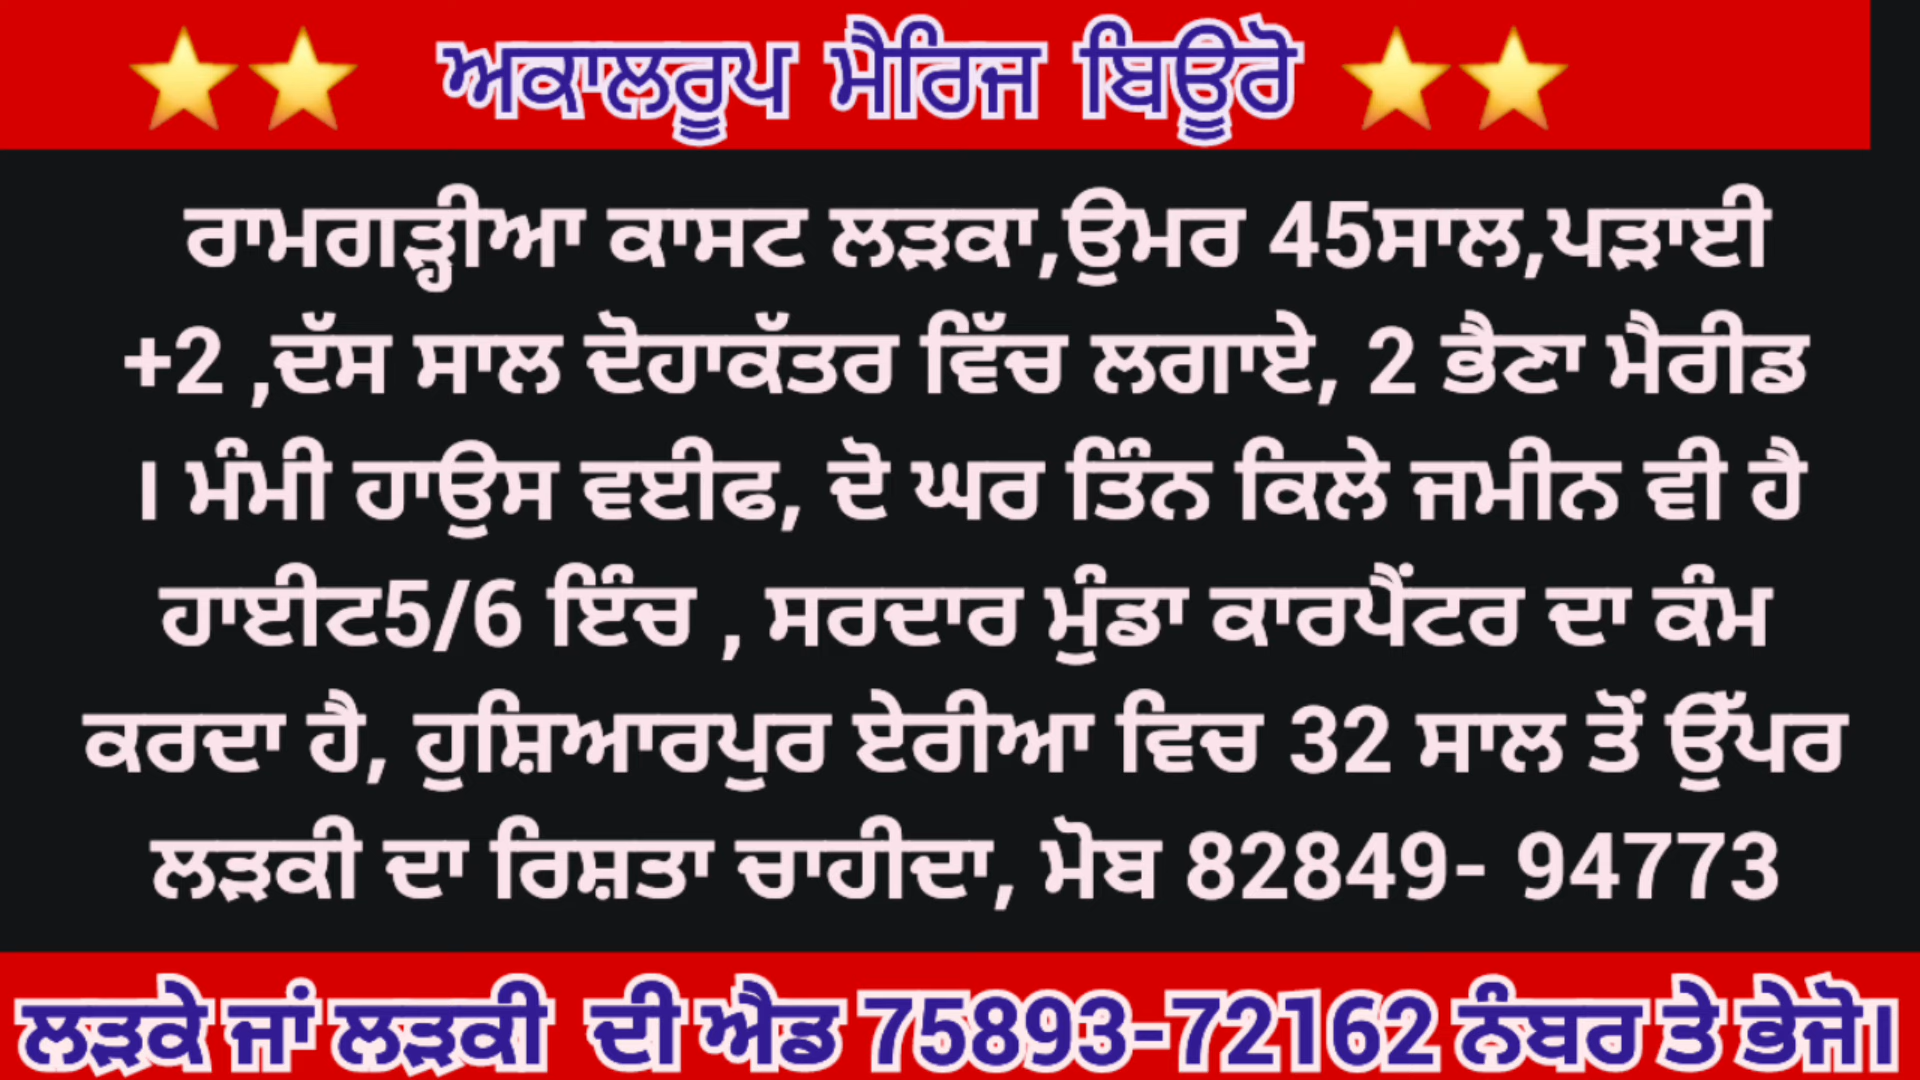 ⭐⭐ ਅਕਾਲਰੂਪ ਮੈਰਿਜ ਬਿਊਰੋ ⭐⭐
ਰਾਮਗੜ੍ਹੀਆ ਕਾਸਟ ਲੜਕਾ,ਉਮਰ 45ਸਾਲ,ਪੜਾਈ
+2 ,ਦੱਸ ਸਾਲ ਦੋਹਾਕੱਤਰ ਵਿੱਚ ਲਗਾਏ, 2 ਭੈਣਾ ਮੈਰੀਡ
। ਮੰਮੀ ਹਾਉਸ ਵਈਫ, ਦੋ ਘਰ ਤਿੰਨ ਕਿਲੇ ਜਮੀਨ ਵੀ ਹੈ
ਹਾਈਟ5/6 ਇੰਚ , ਸਰਦਾਰ ਮੁੰਡਾ ਕਾਰਪੈਂਟਰ ਦਾ ਕੰਮ
ਕਰਦਾ ਹੈ, ਹੁਸ਼ਿਆਰਪੁਰ ਏਰੀਆ ਵਿਚ 32 ਸਾਲ ਤੋਂ ਉੱਪਰ
ਲੜਕੀ ਦਾ ਰਿਸ਼ਤਾ ਚਾਹੀਦਾ, ਮੋਬ 82849- 94773
ਲੜਕੇ ਜਾਂ ਲੜਕੀ ਦੀ ਐਡ 75893-72162 ਨੰਬਰ ਤੇ ਭੇਜੋ।